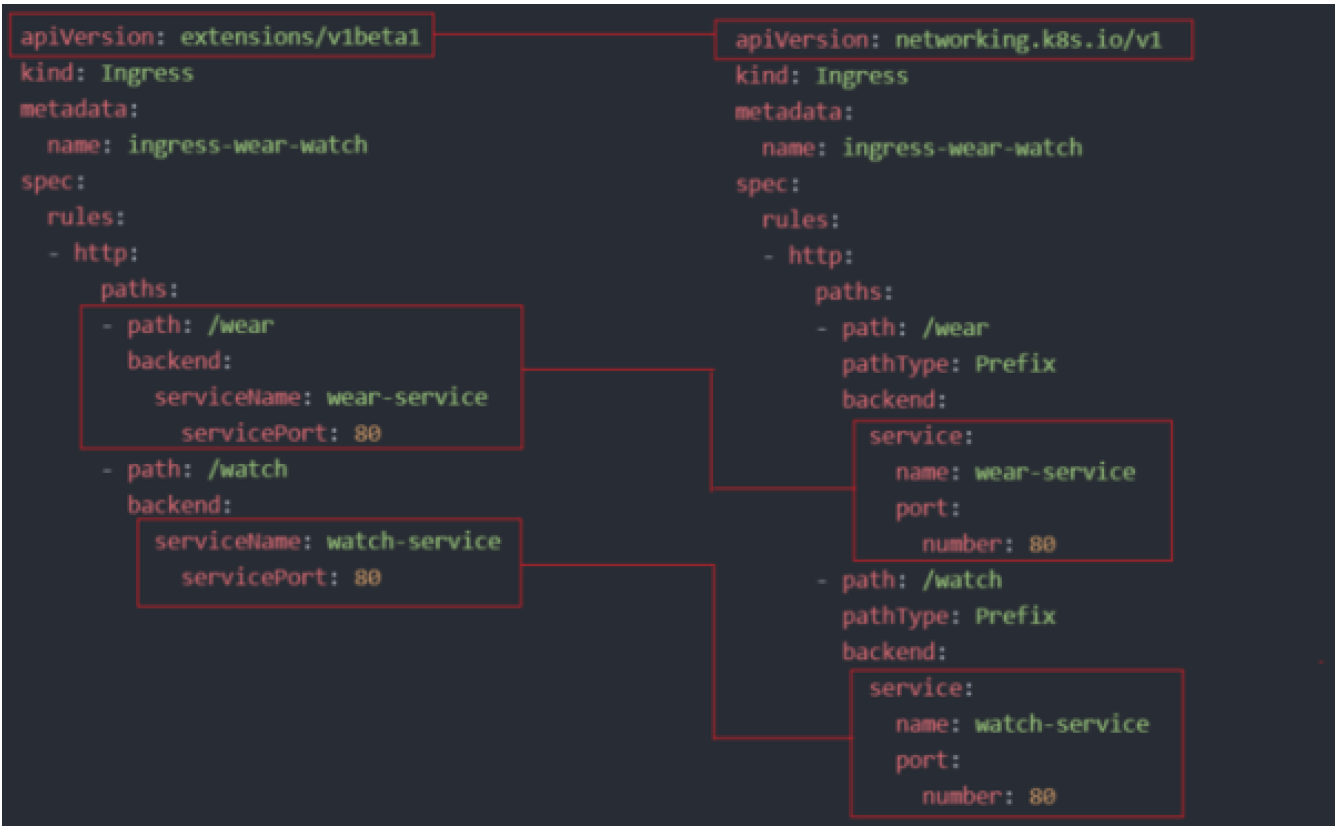 apiVersion: extensions/v1beta1
kind: Ingress
metadata:
  name: ingress-wear-watch
spec:
  rules:
  - http:
      paths:
      - path: /wear
        backend:
          serviceName: wear-service
            servicePort: 80
      - path: /watch
        backend:
          serviceName: watch-service
            servicePort: 80
apiVersion: networking.k8s.io/v1
kind: Ingress
metadata:
  name: ingress-wear-watch
spec:
  rules:
  - http:
      paths:
      - path: /wear
        pathType: Prefix
        backend:
          service:
            name: wear-service
            port:
              number: 80
      - path: /watch
        pathType: Prefix
        backend:
          service:
            name: watch-service
            port:
              number: 80